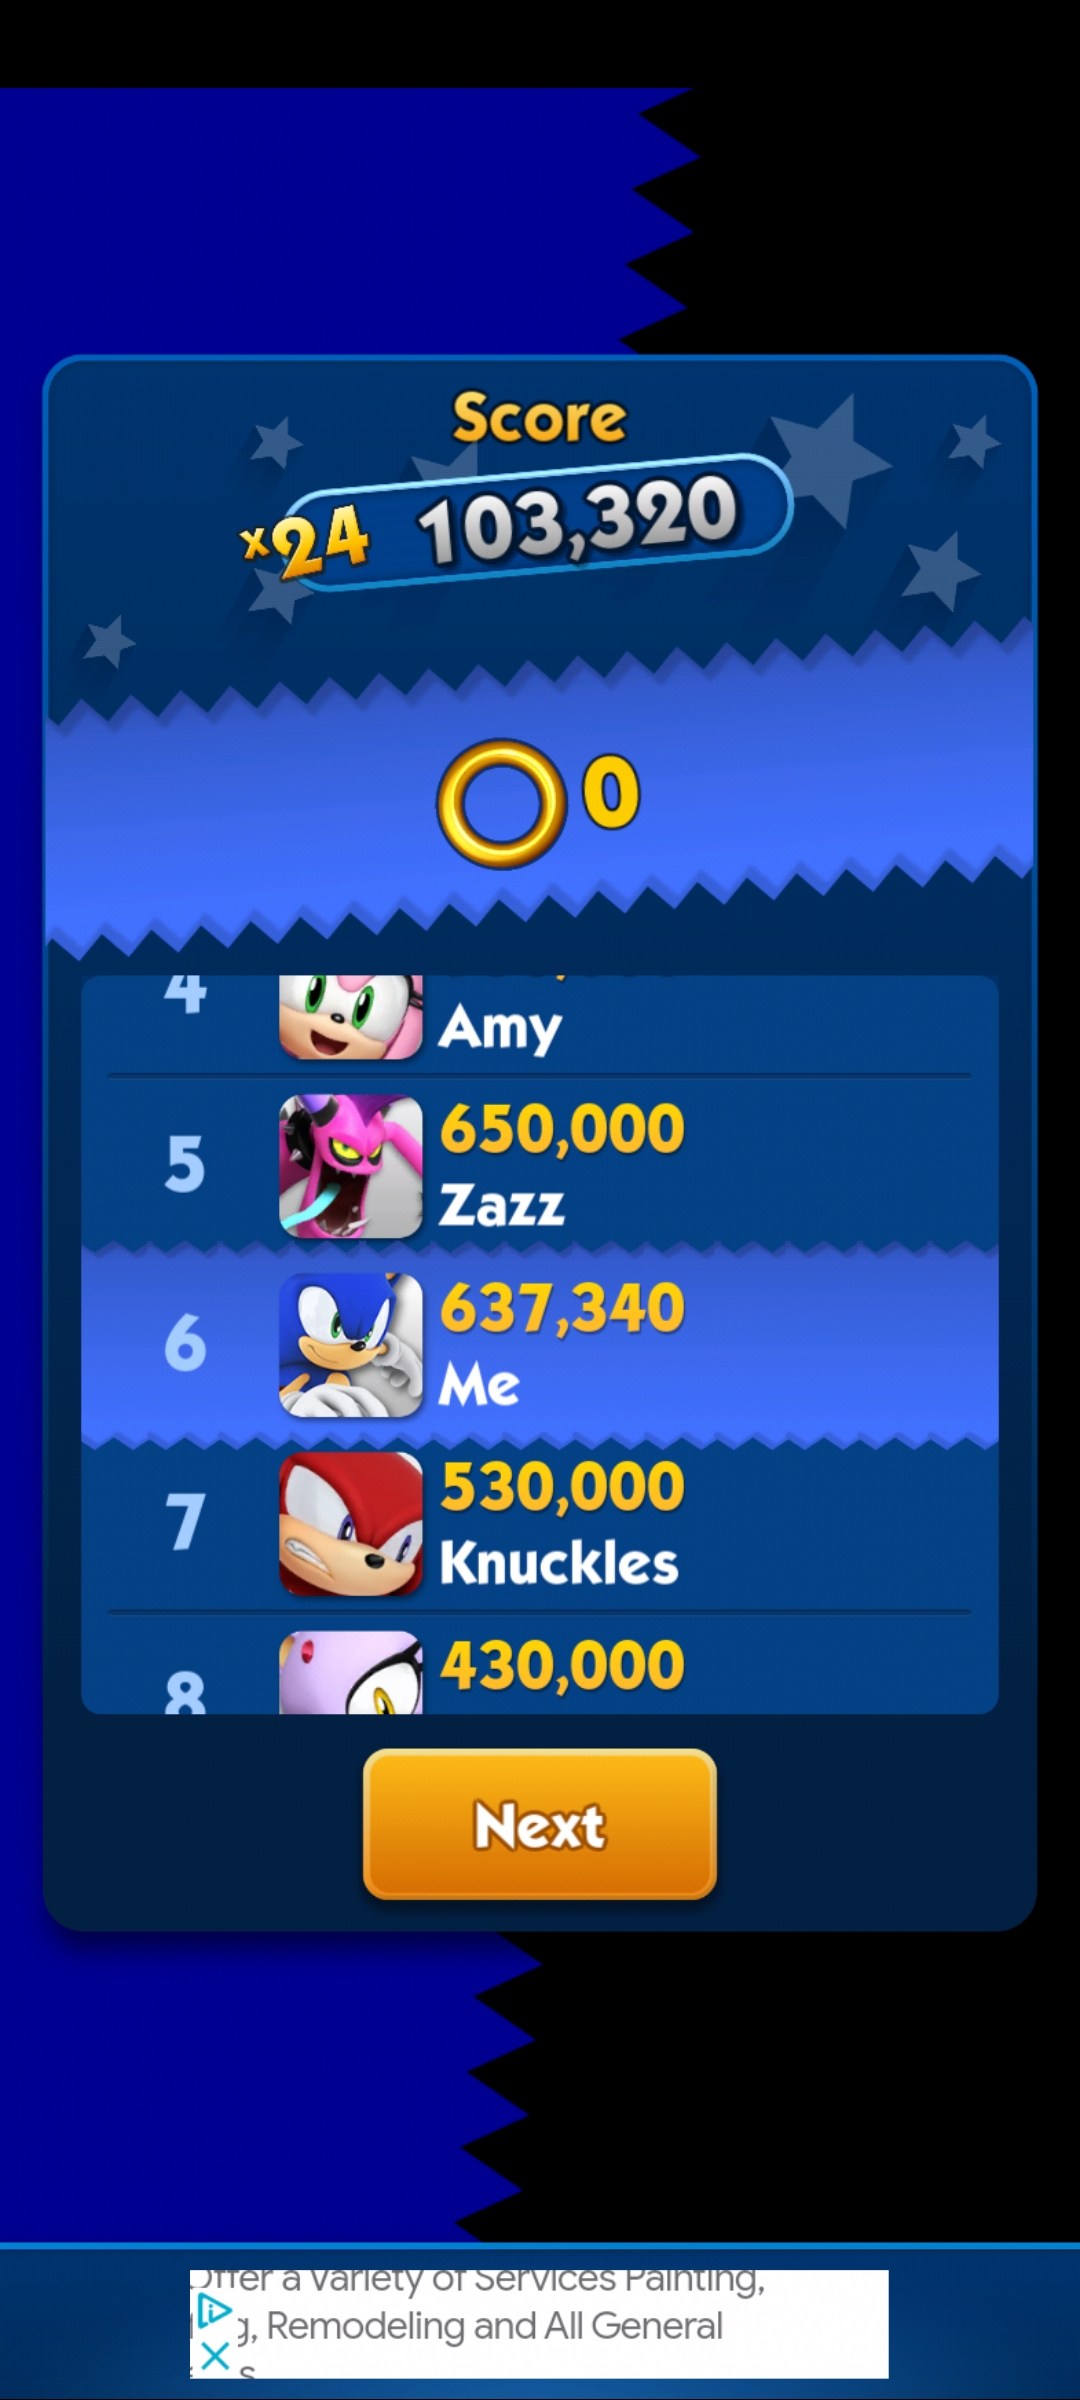 Score
x24 103,320
0
4
Amy
5
650,000
Zazz
6
637,340
Me
7
530,000
Knuckles
8
430,000
Next
Offer a Variety of Services Painting,
g, Remodeling and All General
s